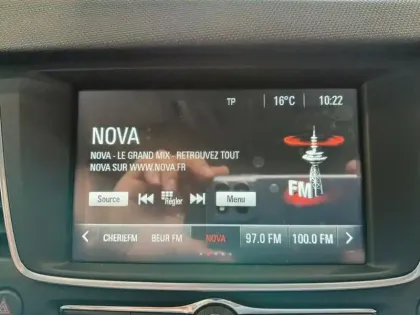 TP 16°C 10:22
NOVA
NOVA - LE GRAND MIX - RETROUVEZ TOUT
NOVA SUR WWW.NOVA.FR
FM
Source Régler Menu
CHERIEFM BEUR FM NOVA 97.0 FM 100.0 FM